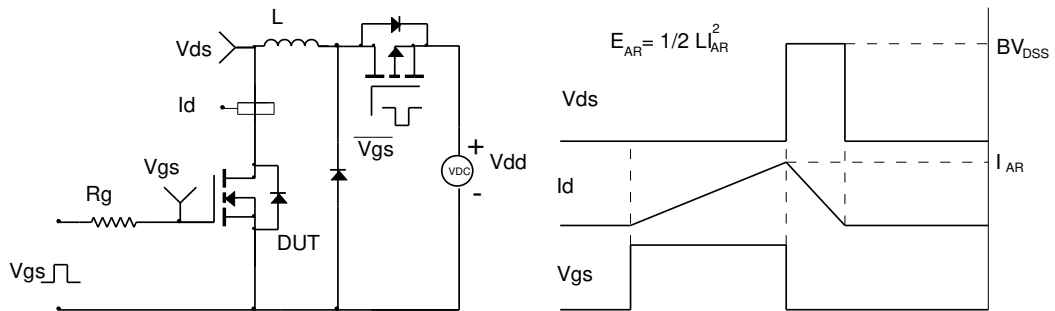 L
Vds
Id
Vgs
Rg
DUT
Vgs
Vgs
+
VDC
-
Vdd
E_AR = 1/2 LI_AR^2
BV_DSS
Vds
I_AR
Id
Vgs